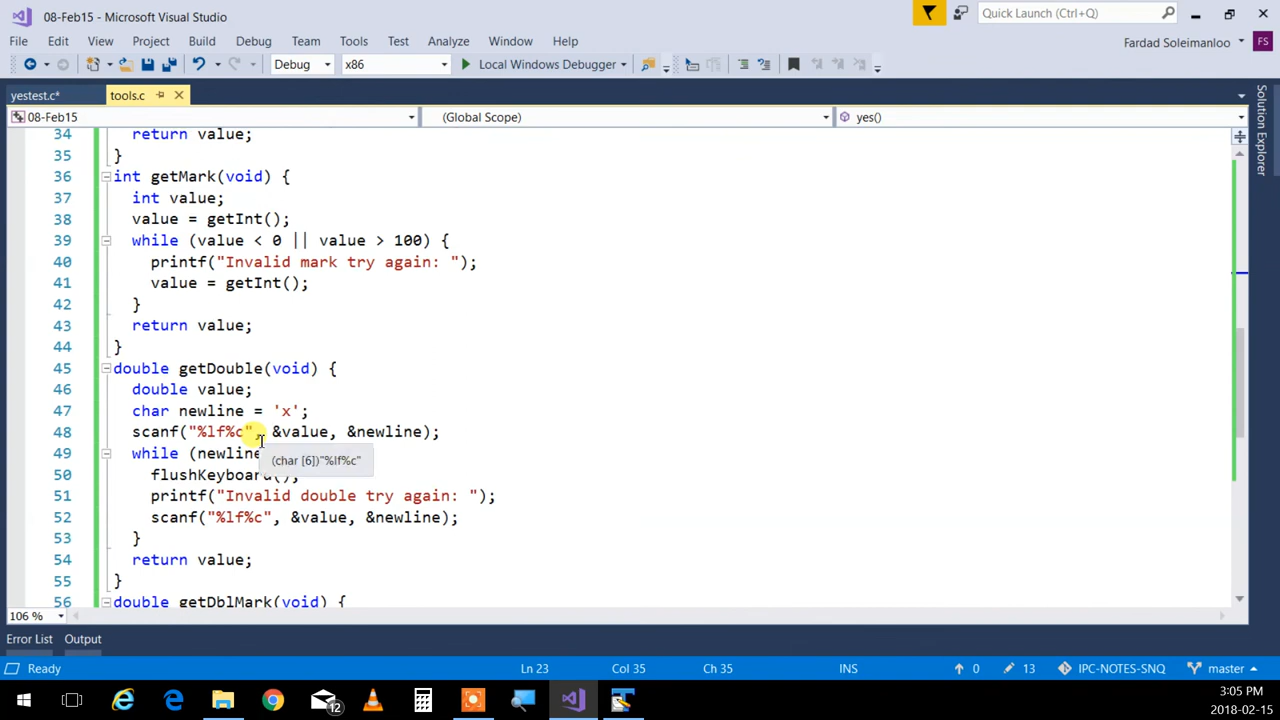 08-Feb15 - Microsoft Visual Studio
Quick Launch (Ctrl+Q)
File Edit View Project Build Debug Team Tools Test Analyze Window Help
Fardad Soleimanloo FS
Debug x86 Local Windows Debugger
yestest.c* tools.c
08-Feb15 (Global Scope) yes()
Solution Explorer
34 return value;
35 }
36 int getMark(void) {
37 int value;
38 value = getInt();
39 while (value < 0 || value > 100) {
40 printf("Invalid mark try again: ");
41 value = getInt();
42 }
43 return value;
44 }
45 double getDouble(void) {
46 double value;
47 char newline = 'x';
48 scanf("%lf%c", &value, &newline);
49 while (newline
(char [6])"%lf%c"
50 flushKeyboard();
51 printf("Invalid double try again: ");
52 scanf("%lf%c", &value, &newline);
53 }
54 return value;
55 }
56 double getDblMark(void) {
106 %
Error List Output
Ready Ln 23 Col 35 Ch 35 INS 0 13 IPC-NOTES-SNQ master
12
3:05 PM
2018-02-15